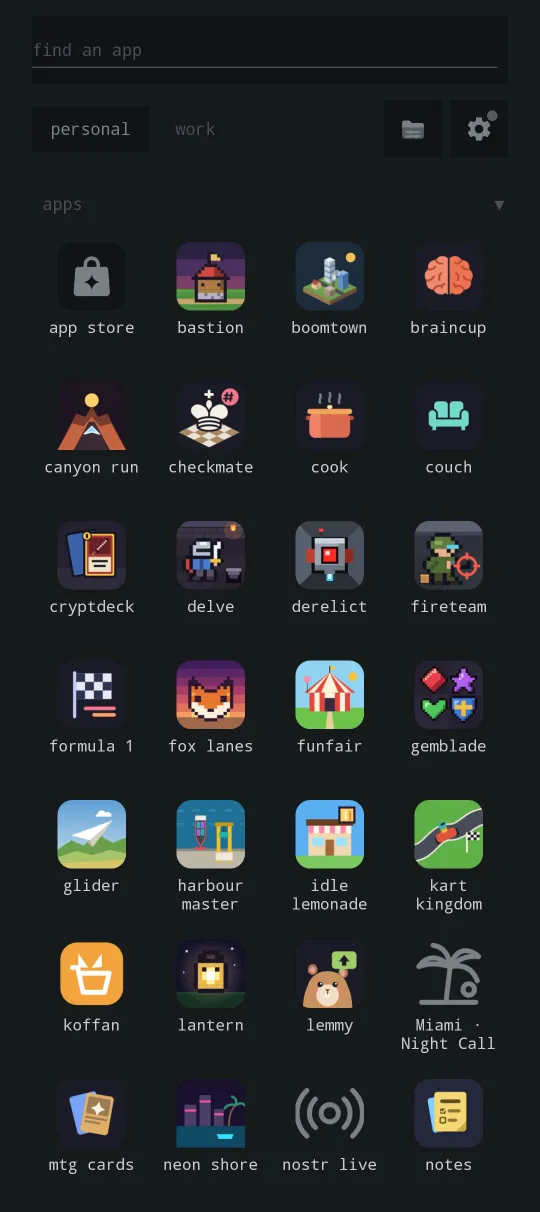 find an app
personal work
apps ▼
app store bastion boomtown braincup
#
canyon run checkmate cook couch
cryptdeck delve derelict fireteam
formula 1 fox lanes funfair gemblade
glider harbour idle kart
master lemonade kingdom
koffan lantern lemmy Miami ·
Night Call
mtg cards neon shore nostr live notes